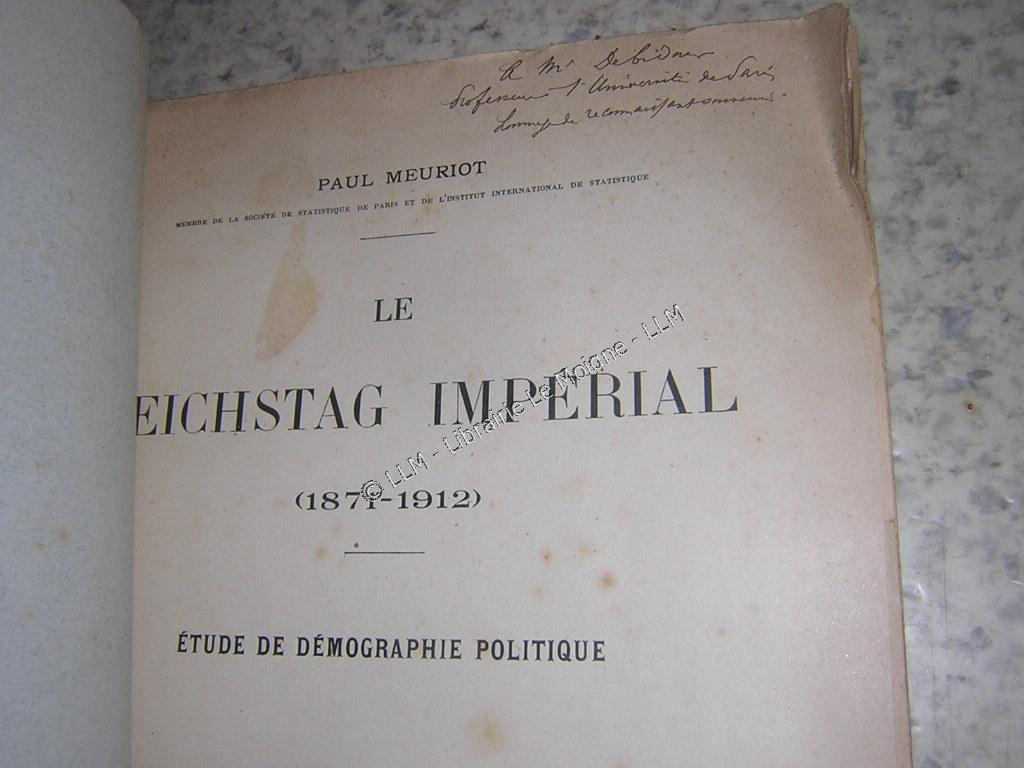 A Mr Debidour
Professeur à l'Université de Paris
hommage de reconnaissant souvenir.
PAUL MEURIOT
MEMBRE DE LA SOCIÉTÉ DE STATISTIQUE DE PARIS ET DE L'INSTITUT INTERNATIONAL DE STATISTIQUE
LE
EICHSTAG IMPÉRIAL
© LLM - Librairie Le Moigne - LLM
(1871-1912)
ÉTUDE DE DÉMOGRAPHIE POLITIQUE